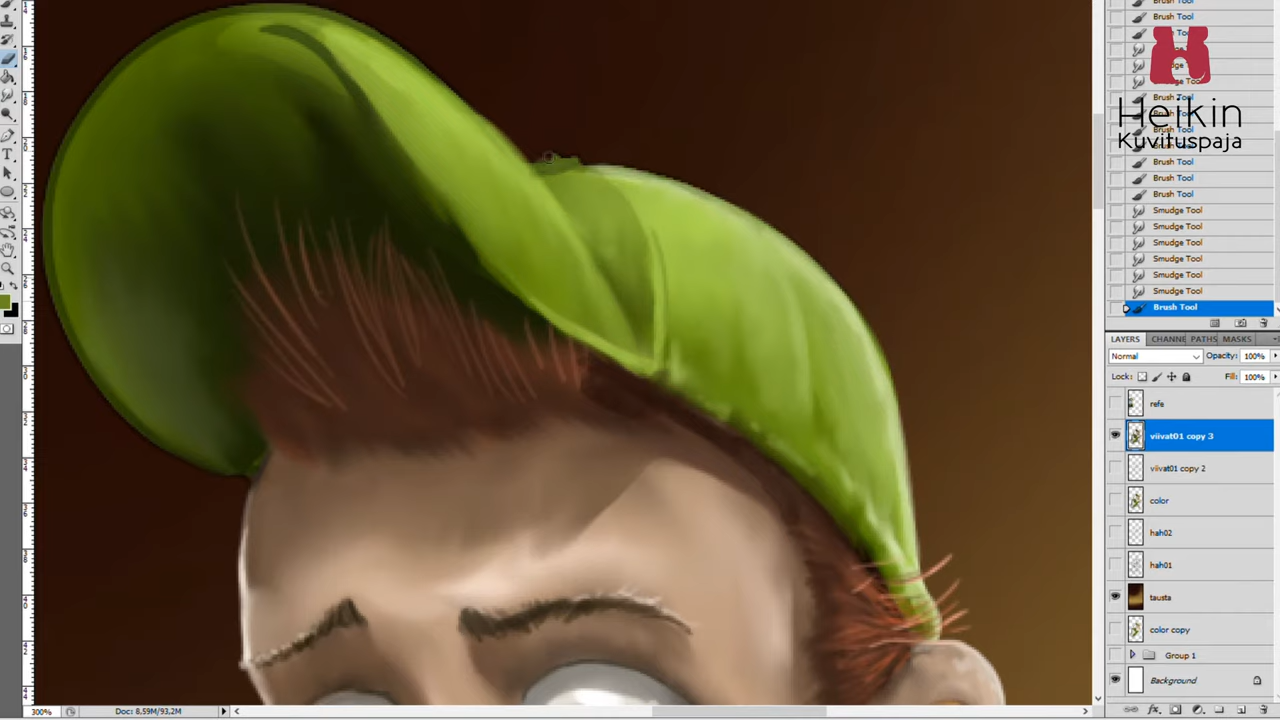 Brush Tool
Brush Tool
Brush Tool
Heikin
Kuvituspaja
Brush Tool
Brush Tool
Brush Tool
Smudge Tool
Smudge Tool
Smudge Tool
Smudge Tool
Smudge Tool
Smudge Tool
Brush Tool
LAYERS CHANNE PATHS MASKS
Normal Opacity: 100%
Lock: Fill: 100%
refe
viivat01 copy 3
viivat01 copy 2
color
hah02
hah01
tausta
color copy
Group 1
Background
300% Doc: 8,59M/93,2M